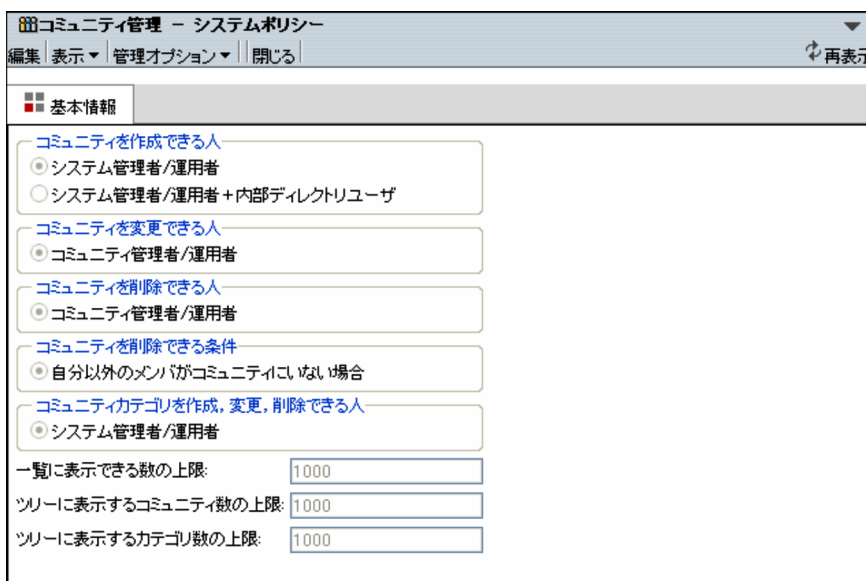 コミュニティ管理 － システムポリシー
編集 表示▼ 管理オプション▼ 閉じる 再表示
基本情報
コミュニティを作成できる人
システム管理者/運用者
システム管理者/運用者＋内部ディレクトリユーザ
コミュニティを変更できる人
コミュニティ管理者/運用者
コミュニティを削除できる人
コミュニティ管理者/運用者
コミュニティを削除できる条件
自分以外のメンバがコミュニティにいない場合
コミュニティカテゴリを作成，変更，削除できる人
システム管理者/運用者
一覧に表示できる数の上限: 1000
ツリーに表示するコミュニティ数の上限: 1000
ツリーに表示するカテゴリ数の上限: 1000